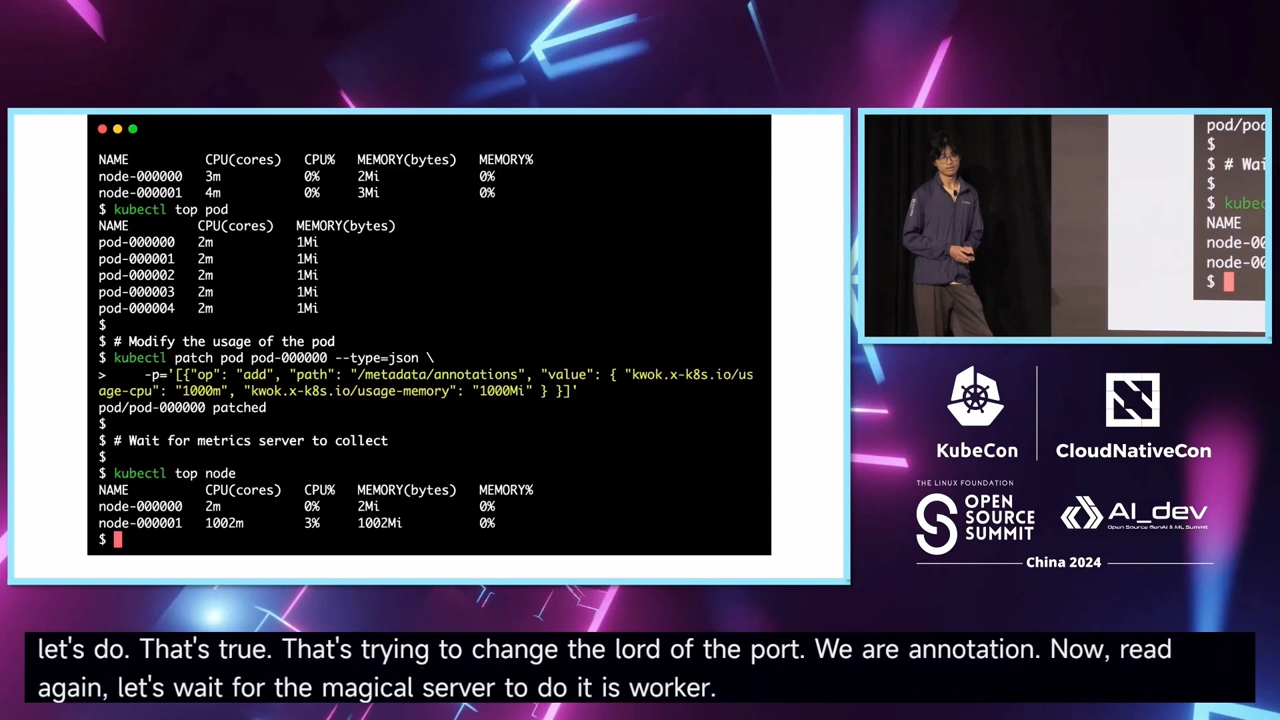 NAME CPU(cores) CPU% MEMORY(bytes) MEMORY%
node-000000 3m 0% 2Mi 0%
node-000001 4m 0% 3Mi 0%
$ kubectl top pod
NAME CPU(cores) MEMORY(bytes)
pod-000000 2m 1Mi
pod-000001 2m 1Mi
pod-000002 2m 1Mi
pod-000003 2m 1Mi
pod-000004 2m 1Mi
$
$ # Modify the usage of the pod
$ kubectl patch pod pod-000000 --type=json \
> -p='[{"op": "add", "path": "/metadata/annotations", "value": { "kwok.x-k8s.io/us
age-cpu": "1000m", "kwok.x-k8s.io/usage-memory": "1000Mi" } }]'
pod/pod-000000 patched
$
$ # Wait for metrics server to collect
$
$ kubectl top node
NAME CPU(cores) CPU% MEMORY(bytes) MEMORY%
node-000000 2m 0% 2Mi 0%
node-000001 1002m 3% 1002Mi 0%
$
pod/pod
$
$ # Wai
$
$ kubec
NAME
node-00
node-00
$
KubeCon
CloudNativeCon
THE LINUX FOUNDATION
OPEN
SOURCE
SUMMIT
AI_dev
Open Source GenAI & ML Summit
China 2024
let's do. That's true. That's trying to change the lord of the port. We are annotation. Now, read
again, let's wait for the magical server to do it is worker.